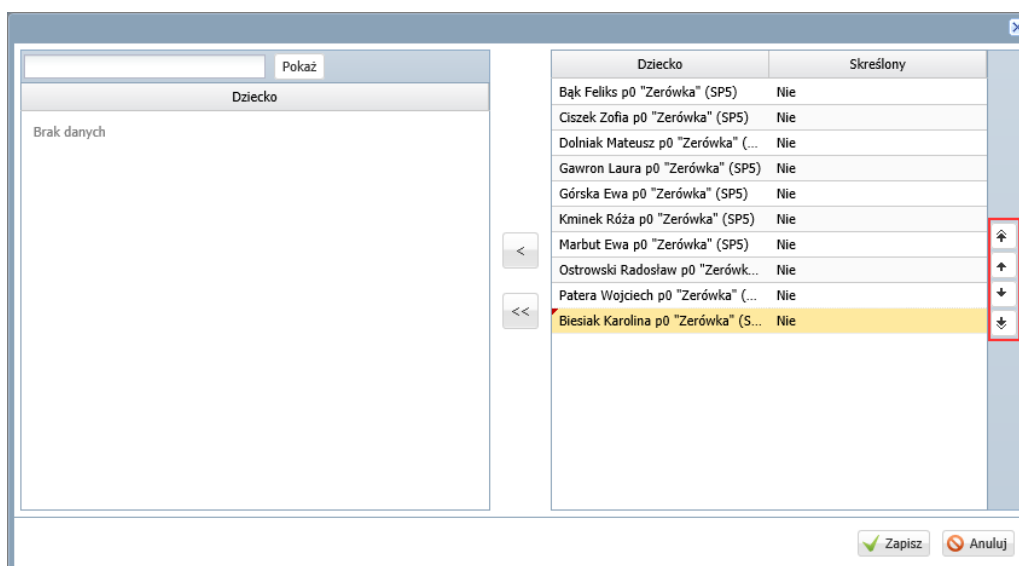 Pokaż
Dziecko
Brak danych
<
<<
Dziecko Skreślony
Bąk Feliks p0 "Zerówka" (SP5) Nie
Ciszek Zofia p0 "Zerówka" (SP5) Nie
Dolniak Mateusz p0 "Zerówka" (... Nie
Gawron Laura p0 "Zerówka" (SP5) Nie
Górska Ewa p0 "Zerówka" (SP5) Nie
Kminek Róża p0 "Zerówka" (SP5) Nie
Marbut Ewa p0 "Zerówka" (SP5) Nie
Ostrowski Radosław p0 "Zerówk... Nie
Patera Wojciech p0 "Zerówka" (... Nie
Biesiak Karolina p0 "Zerówka" (S... Nie
Zapisz Anuluj